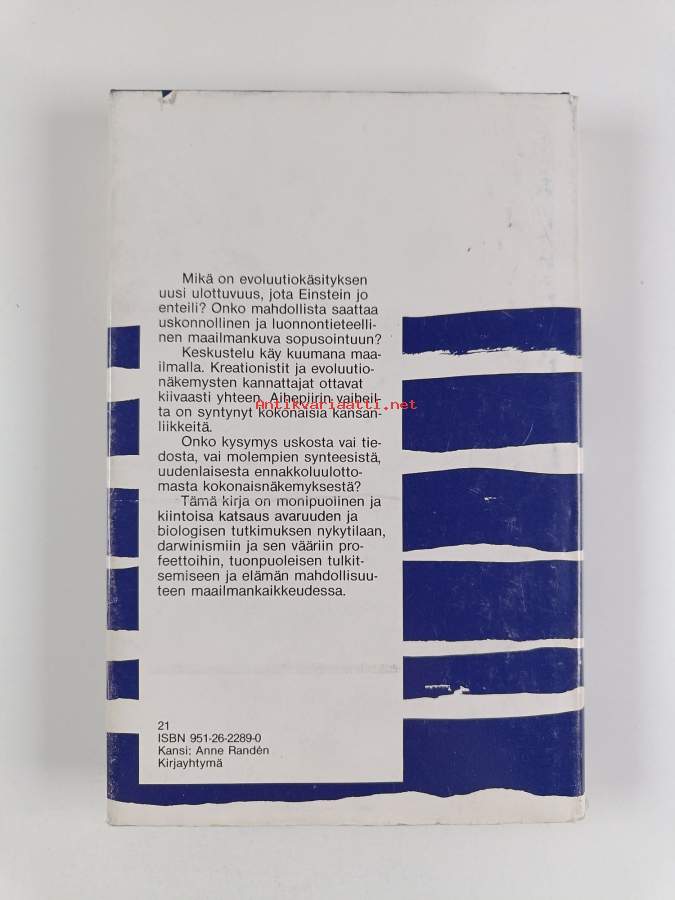 Mikä on evoluutiokäsityksen
uusi ulottuvuus, jota Einstein jo
enteili? Onko mahdollista saattaa
uskonnollinen ja luonnontieteelli-
nen maailmankuva sopusointuun?
Keskustelu käy kuumana maa-
ilmalla. Kreationistit ja evoluutio-
näkemysten kannattajat ottavat
kiivaasti yhteen. Aihepiirin vaiheil-
ta on syntynyt kokonaisia kansan-
liikkeitä.
Antikvariaatti.net
Onko kysymys uskosta vai tie-
dosta, vai molempien synteesistä,
uudenlaisesta ennakkoluulotto-
masta kokonaisnäkemyksestä?
Tämä kirja on monipuolinen ja
kiintoisa katsaus avaruuden ja
biologisen tutkimuksen nykytilaan,
darwinismiin ja sen vääriin pro-
feettoihin, tuonpuoleisen tulkit-
semiseen ja elämän mahdollisuu-
teen maailmankaikkeudessa.
21
ISBN 951-26-2289-0
Kansi: Anne Randén
Kirjayhtymä